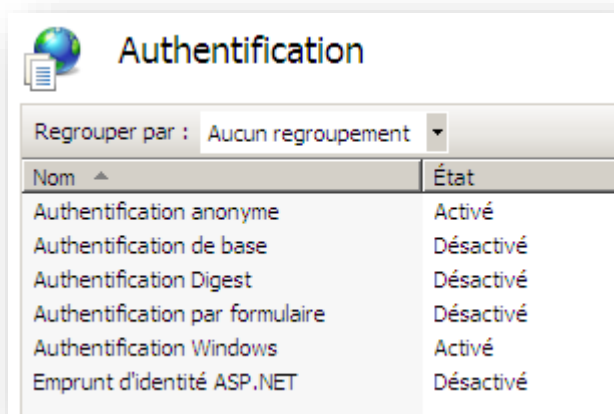 Authentification
Regrouper par : Aucun regroupement
Nom État
Authentification anonyme Activé
Authentification de base Désactivé
Authentification Digest Désactivé
Authentification par formulaire Désactivé
Authentification Windows Activé
Emprunt d'identité ASP.NET Désactivé